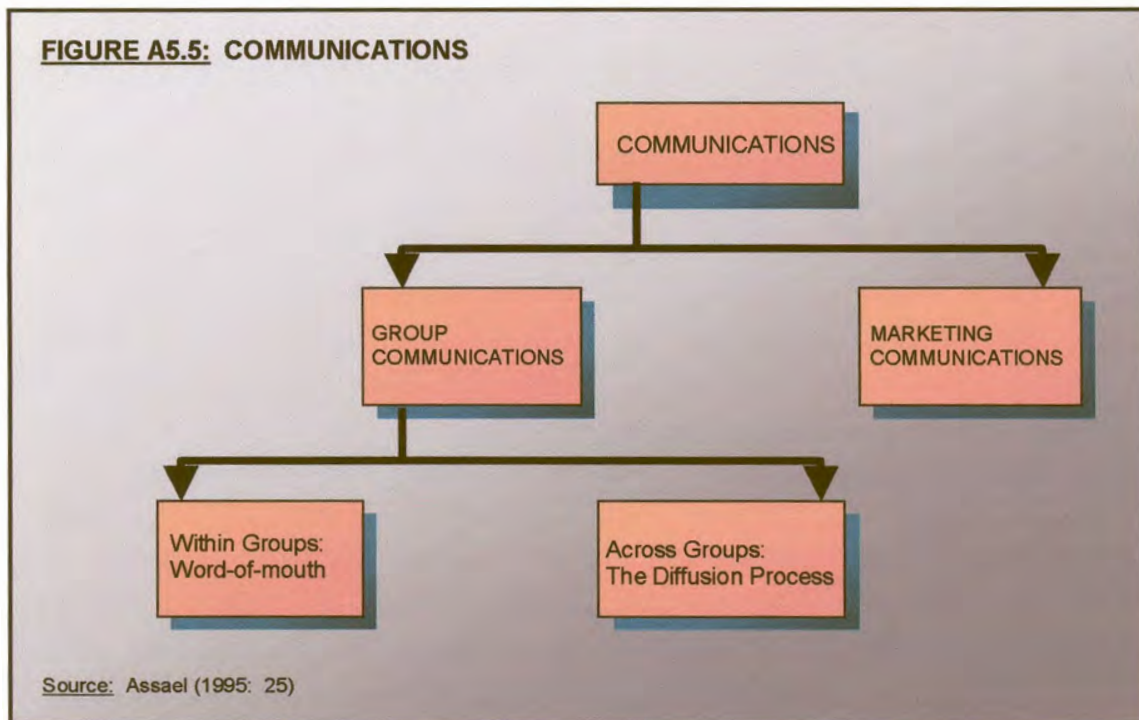 FIGURE A5.5: COMMUNICATIONS
COMMUNICATIONS
GROUP
COMMUNICATIONS
MARKETING
COMMUNICATIONS
Within Groups:
Word-of-mouth
Across Groups:
The Diffusion Process
Source: Assael (1995: 25)